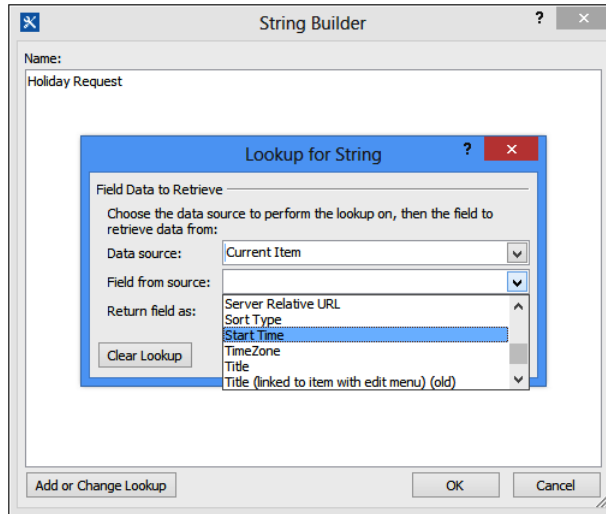 String Builder
?
Name:
Holiday Request
Lookup for String
?
Field Data to Retrieve
Choose the data source to perform the lookup on, then the field to
retrieve data from:
Data source:
Current Item
Field from source:
Return field as:
Server Relative URL
Sort Type
Start Time
TimeZone
Title
Title (linked to item with edit menu) (old)
Clear Lookup
Add or Change Lookup
OK
Cancel